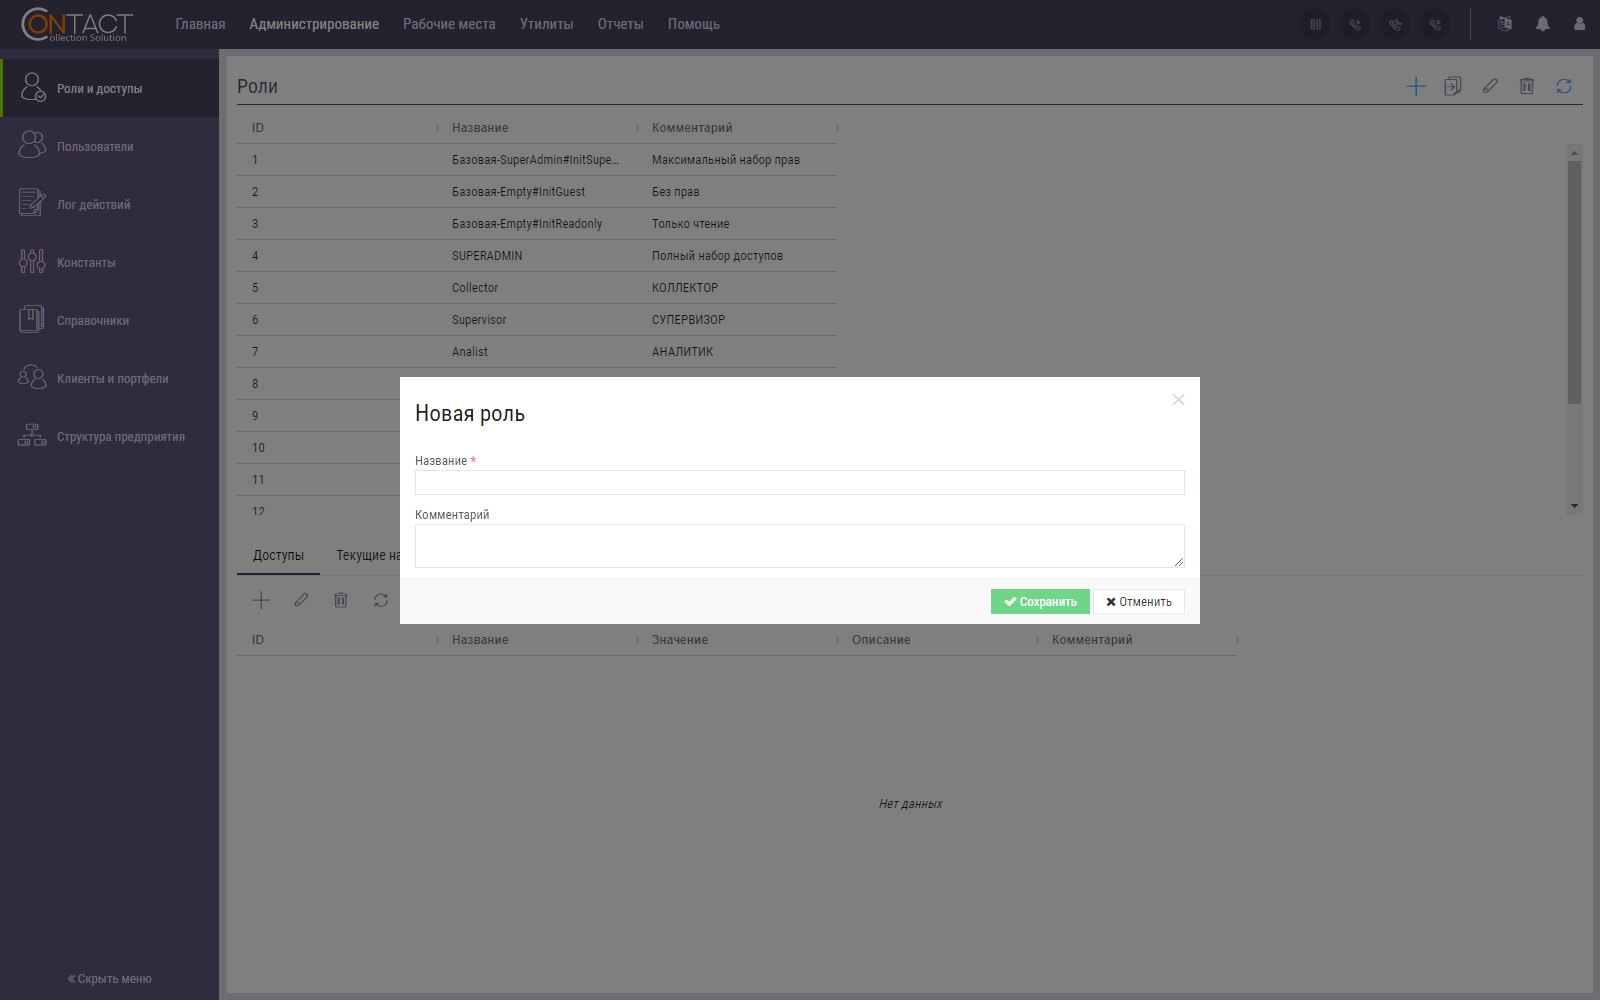 CONTACT
ollection Solution
Главная Администрирование Рабочие места Утилиты Отчеты Помощь
Роли и доступы
Пользователи
Лог действий
Константы
Справочники
Клиенты и портфели
Структура предприятия
« Скрыть меню
Роли
ID Название Комментарий
1 Базовая-SuperAdmin#InitSupe... Максимальный набор прав
2 Базовая-Empty#InitGuest Без прав
3 Базовая-Empty#InitReadonly Только чтение
4 SUPERADMIN Полный набор доступов
5 Collector КОЛЛЕКТОР
6 Supervisor СУПЕРВИЗОР
7 Analist АНАЛИТИК
8
9
10
11
12
Новая роль
Название *
Комментарий
Сохранить Отменить
Доступы Текущие на
ID Название Значение Описание Комментарий
Нет данных